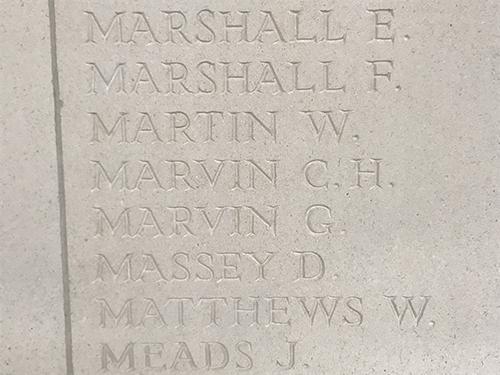 MARSHALL E.
MARSHALL F.
MARTIN W.
MARVIN C.H.
MARVIN G.
MASSEY D.
MATTHEWS W.
MEADS J.